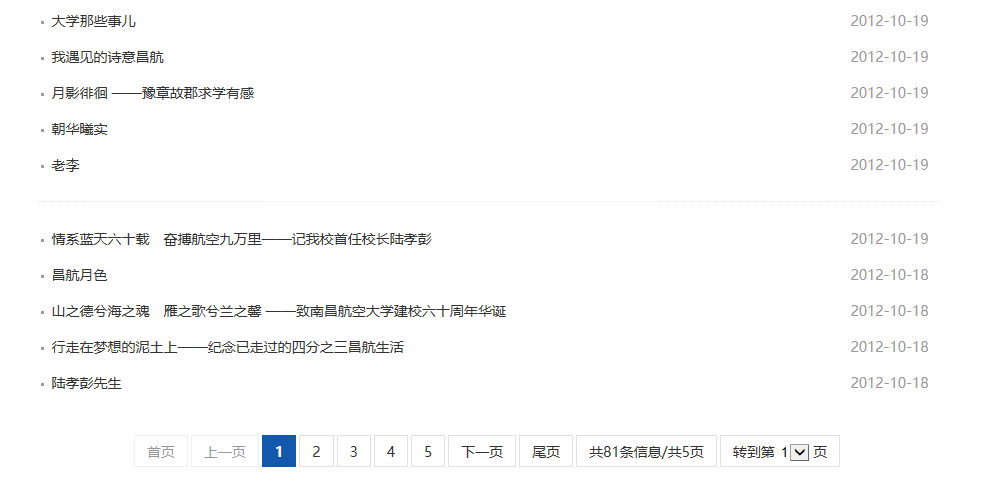 大学那些事儿 2012-10-19
我遇见的诗意昌航 2012-10-19
月影徘徊 ——豫章故郡求学有感 2012-10-19
朝华曦实 2012-10-19
老李 2012-10-19
情系蓝天六十载　奋搏航空九万里——记我校首任校长陆孝彭 2012-10-19
昌航月色 2012-10-18
山之德兮海之魂　雁之歌兮兰之馨 ——致南昌航空大学建校六十周年华诞 2012-10-18
行走在梦想的泥土上——纪念已走过的四分之三昌航生活 2012-10-18
陆孝彭先生 2012-10-18
首页 上一页 1 2 3 4 5 下一页 尾页 共81条信息/共5页 转到第 1 页